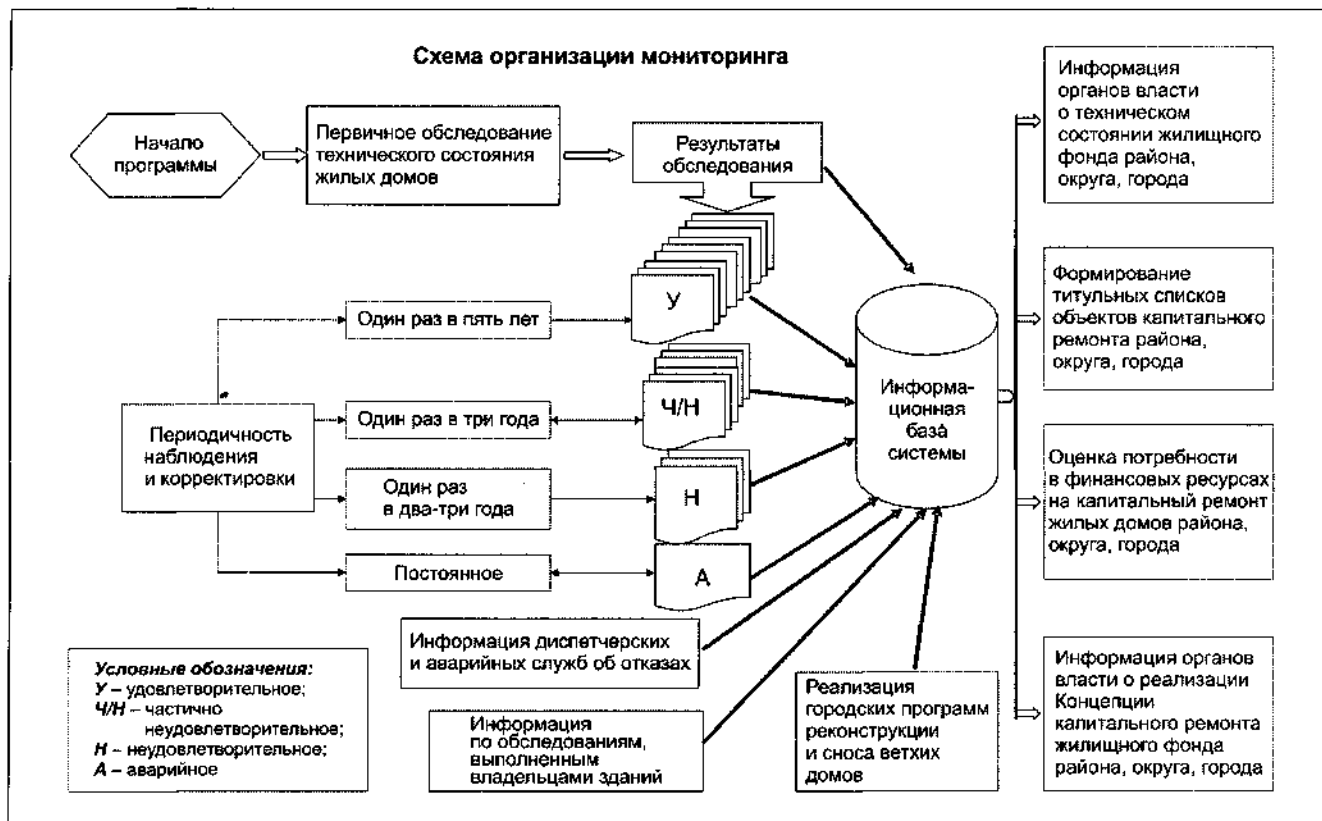 Схема организации мониторинга
Начало
программы
Первичное обследование
технического состояния
жилых домов
Результаты
обследования
У
Ч/Н
Н
А
Один раз в пять лет
Один раз в три года
Один раз
в два-три года
Постоянное
Периодичность
наблюдения
и корректировки
Информа-
ционная
база
системы
Информация диспетчерских
и аварийных служб об отказах
Информация
по обследованиям,
выполненным
владельцами зданий
Реализация
городских программ
реконструкции
и сноса ветхих
домов
Информация
органов власти
о техническом
состоянии жилищного
фонда района,
округа, города
Формирование
титульных списков
объектов капитального
ремонта района,
округа, города
Оценка потребности
в финансовых ресурсах
на капитальный ремонт
жилых домов района,
округа, города
Информация органов
власти о реализации
Концепции
капитального ремонта
жилищного фонда
района, округа, города
Условные обозначения:
У – удовлетворительное;
Ч/Н – частично
неудовлетворительное;
Н – неудовлетворительное;
А – аварийное